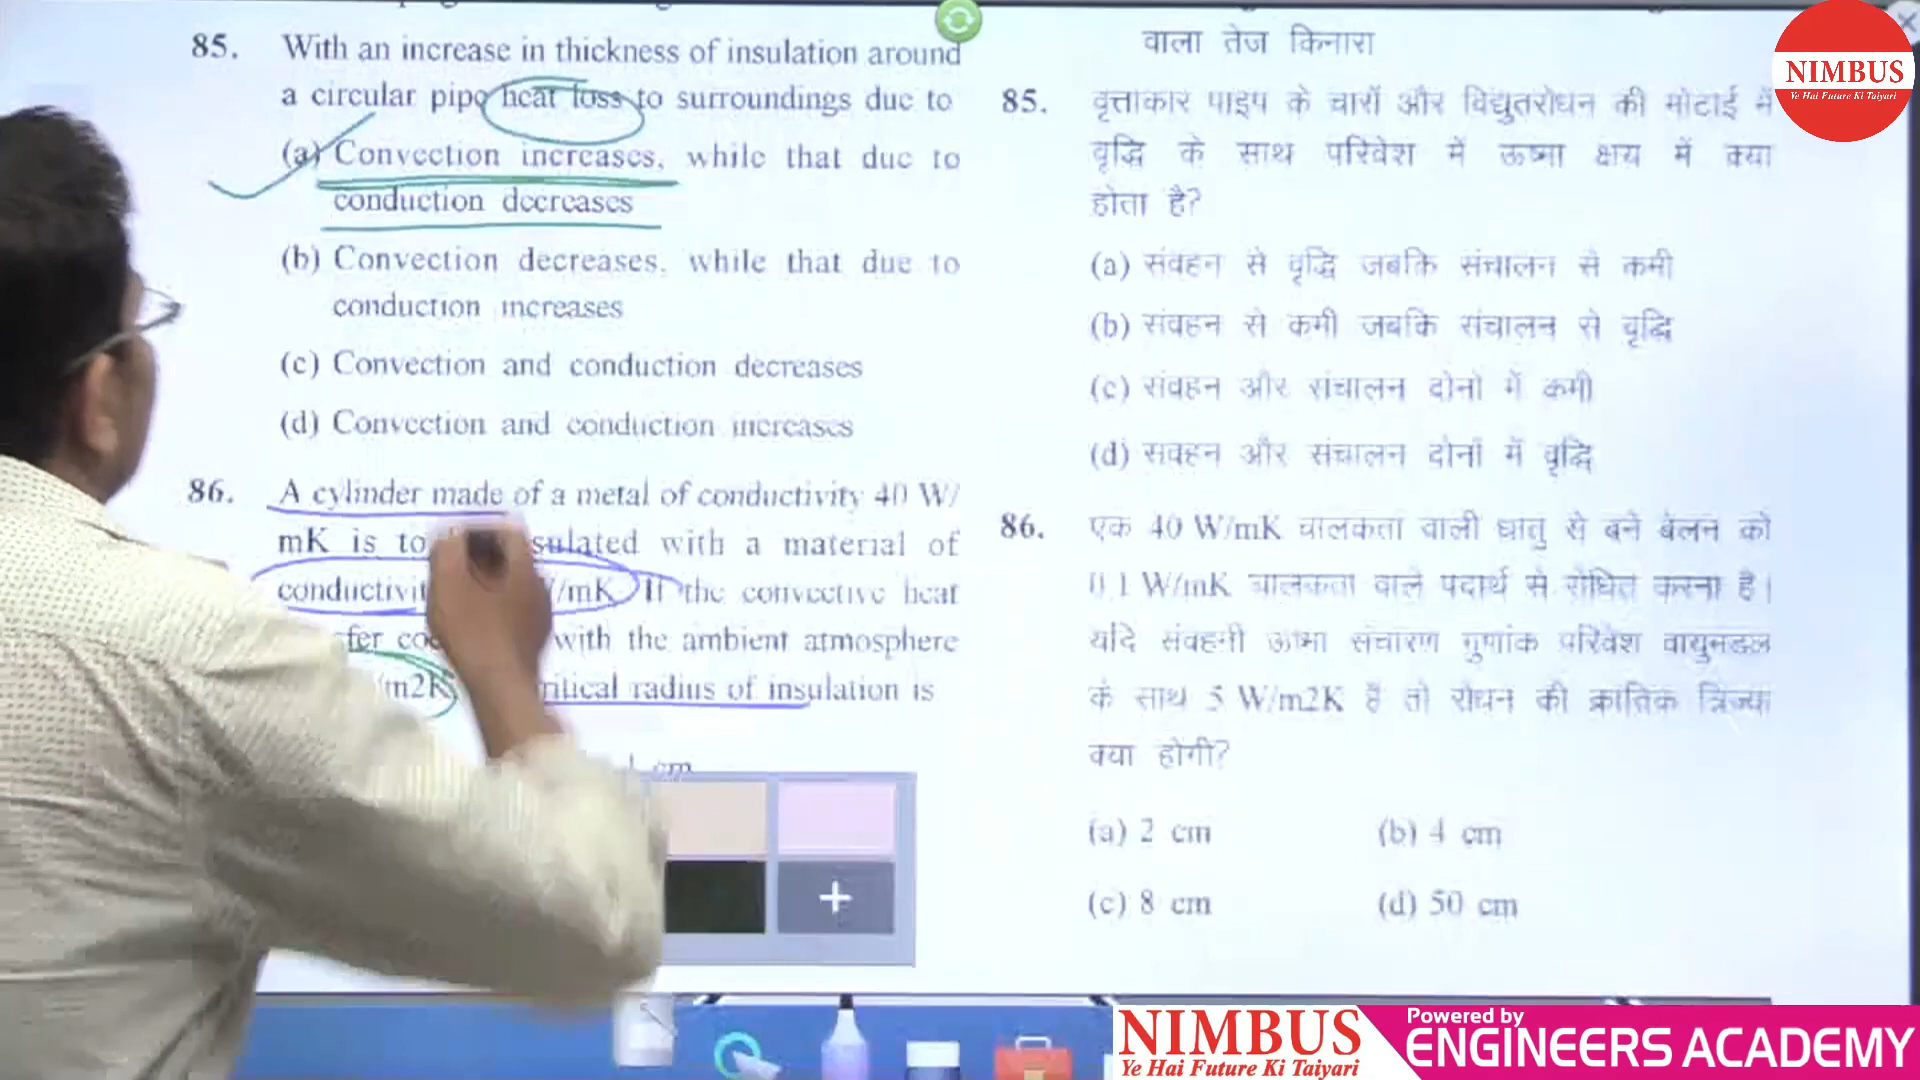 85. With an increase in thickness of insulation around
a circular pipe heat loss to surroundings due to
(a) Convection increases, while that due to
conduction decreases
(b) Convection decreases, while that due to
conduction increases
(c) Convection and conduction decreases
(d) Convection and conduction increases
86. A cylinder made of a metal of conductivity 40 W/
mK is to sulated with a material of
conductivi /mK If the convective heat
fer co with the ambient atmosphere
/m2K itical radius of insulation is
cm
वाला तेज किनारा
85. वृत्ताकार पाइप के चारों और विद्युतरोधन की मोटाई में
वृद्धि के साथ परिवेश में ऊष्मा क्षय में क्या
होता है?
(a) संवहन से वृद्धि जबकि संचालन से कमी
(b) संवहन से कमी जबकि संचालन से वृद्धि
(c) संवहन और संचालन दोनों में कमी
(d) संवहन और संचालन दोनों में वृद्धि
86. एक 40 W/mK चालकता वाली धातु से बने बेलन को
0.1 W/mK चालकता वाले पदार्थ से रोधित करना है।
यदि संवहनी ऊष्मा संचारण गुणांक परिवेश वायुमंडल
के साथ 5 W/m2K है तो रोधन की क्रांतिक त्रिज्या
क्या होगी?
(a) 2 cm (b) 4 cm
(c) 8 cm (d) 50 cm
NIMBUS
Ye Hai Future Ki Taiyari
NIMBUS
Ye Hai Future Ki Taiyari
Powered by
ENGINEERS ACADEMY